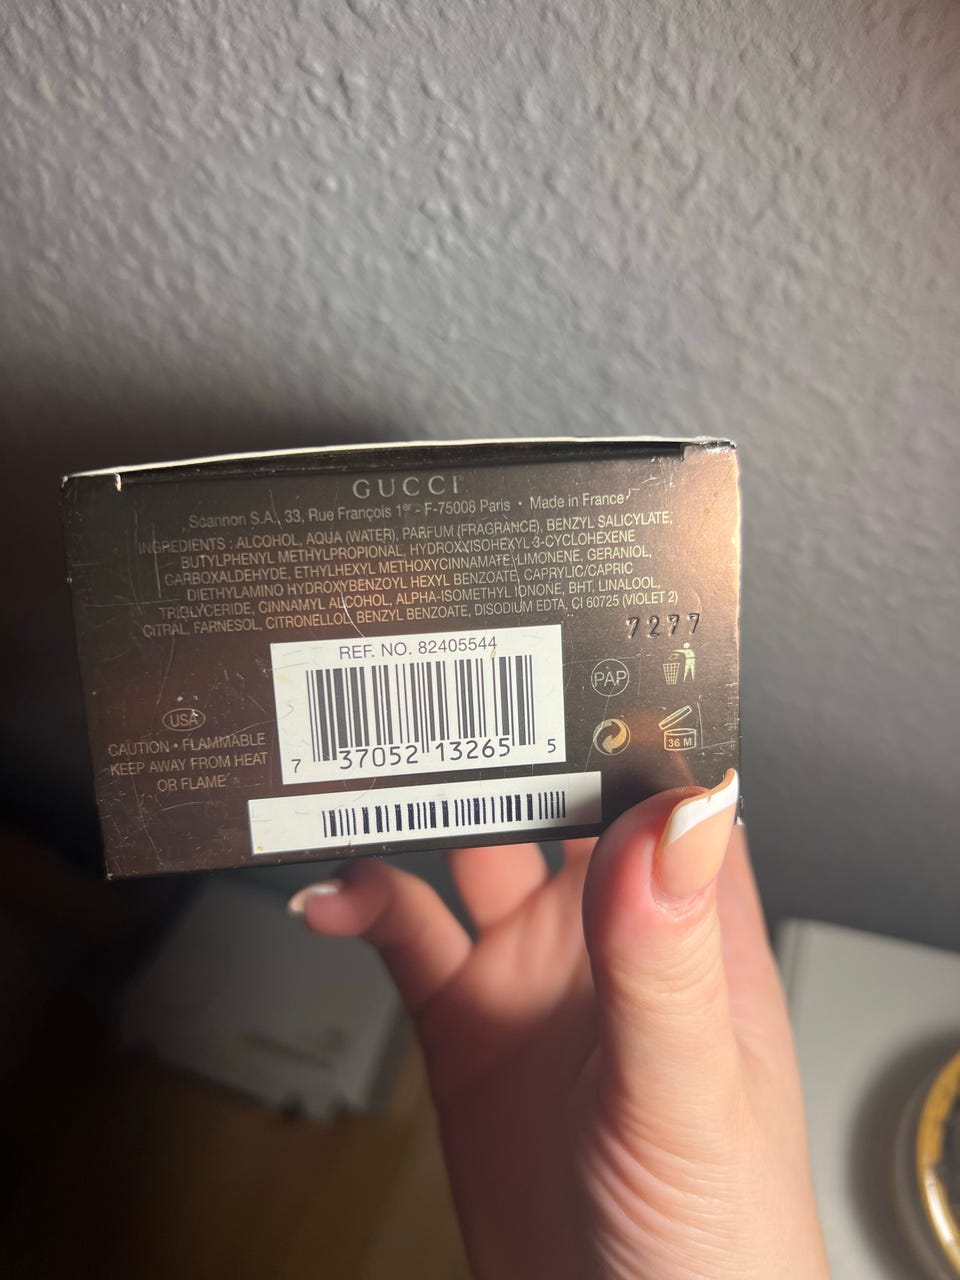 GUCCI
Scannon S.A., 33, Rue François 1er - F-75008 Paris • Made in France
INGREDIENTS : ALCOHOL, AQUA (WATER), PARFUM (FRAGRANCE), BENZYL SALICYLATE,
BUTYLPHENYL METHYLPROPIONAL, HYDROXYISOHEXYL 3-CYCLOHEXENE
CARBOXALDEHYDE, ETHYLHEXYL METHOXYCINNAMATE, LIMONENE, GERANIOL,
DIETHYLAMINO HYDROXYBENZOYL HEXYL BENZOATE, CAPRYLIC/CAPRIC
TRIGLYCERIDE, CINNAMYL ALCOHOL, ALPHA-ISOMETHYL IONONE, BHT, LINALOOL,
CITRAL, FARNESOL, CITRONELLOL, BENZYL BENZOATE, DISODIUM EDTA, CI 60725 (VIOLET 2)
7277
REF. NO. 82405544
PAP
USA
CAUTION • FLAMMABLE
KEEP AWAY FROM HEAT
OR FLAME
36 M
7 37052 13265 5